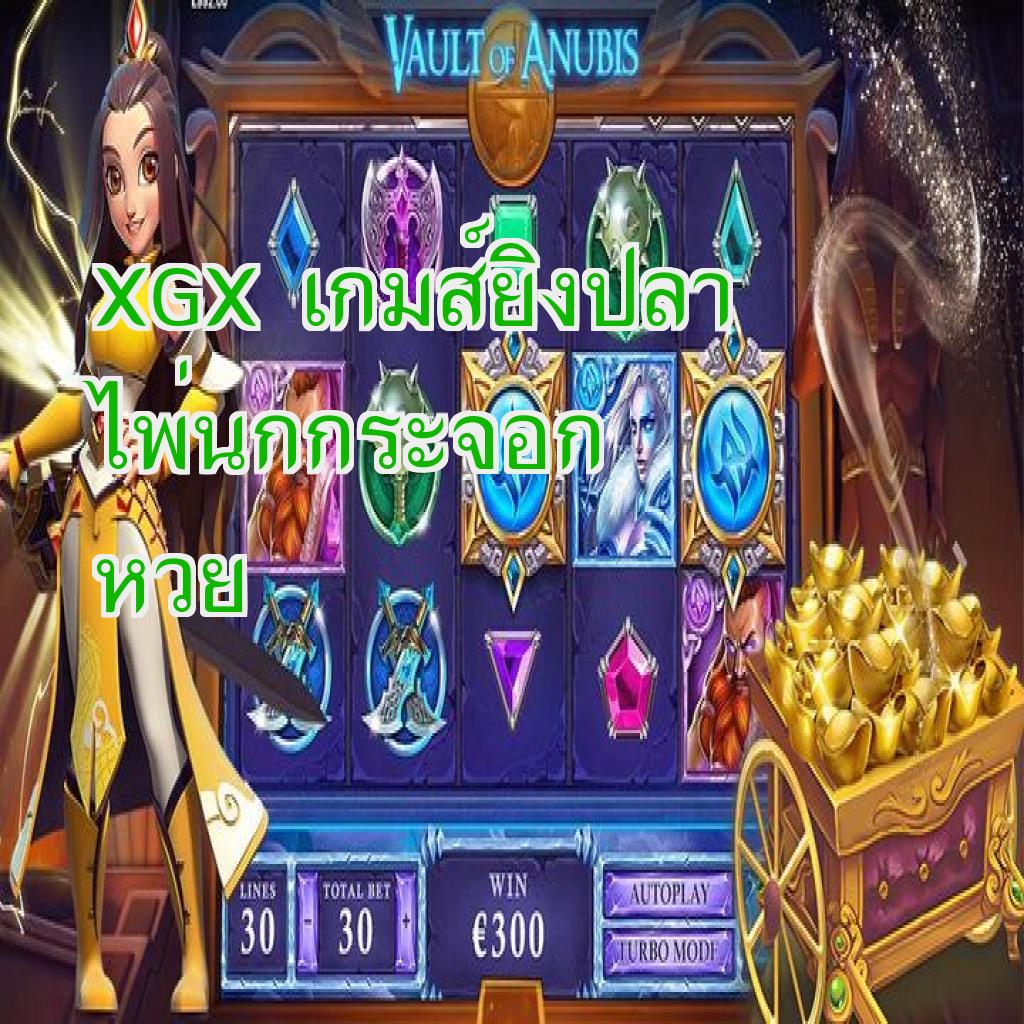 VAULT OF ANUBIS
XGX เกมส์ยิงปลา
ไพ่นกกระจอก
หวย
LINES
30
TOTAL BET
- 30 +
WIN
€300
AUTOPLAY
TURBO MODE